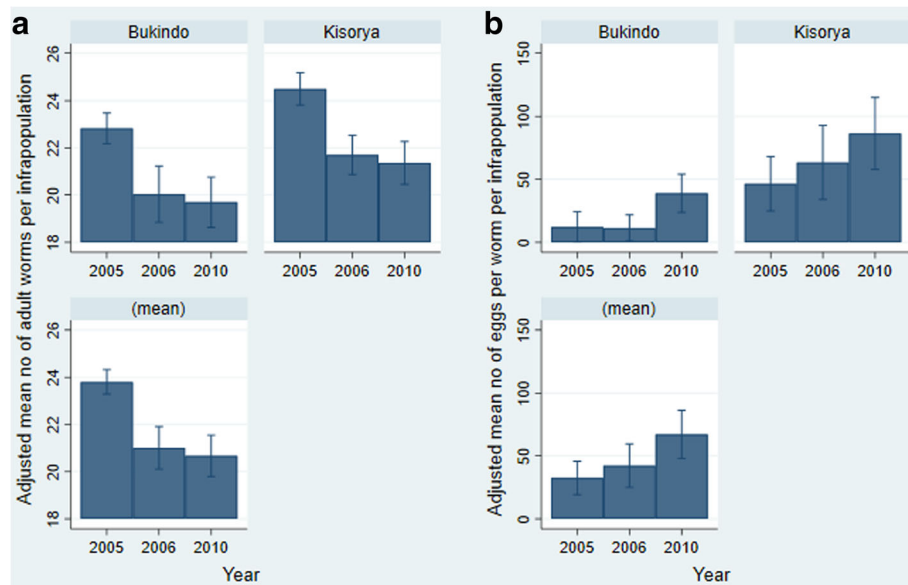 a
Bukindo
Kisorya
Adjusted mean no of adult worms per infrapopulation
26
24
22
20
18
2005 2006 2010
2005 2006 2010
(mean)
26
24
22
20
18
2005 2006 2010
Year
b
Bukindo
Kisorya
Adjusted mean no of eggs per worm per infrapopulation
150
100
50
0
2005 2006 2010
2005 2006 2010
(mean)
150
100
50
0
2005 2006 2010
Year